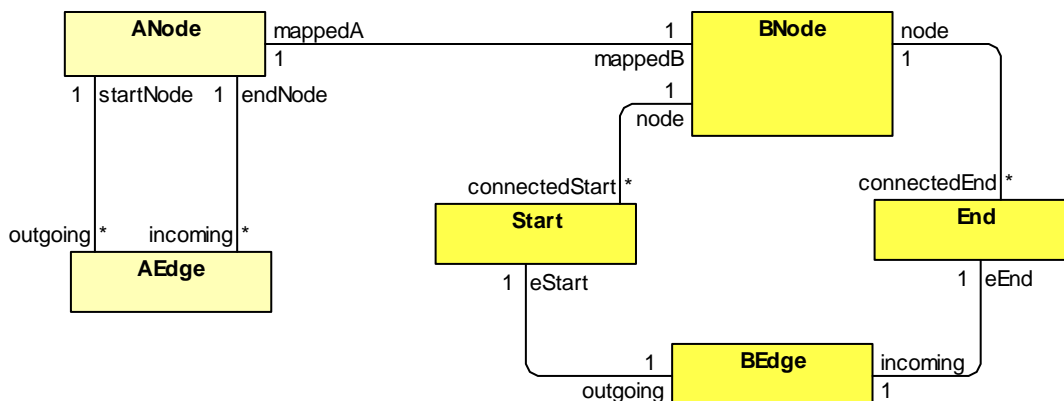 ANode
mappedA
1
1
mappedB
BNode
node
1
1 startNode
1 endNode
1
node
connectedStart *
connectedEnd *
Start
End
outgoing *
incoming *
AEdge
1 eStart
1 eEnd
1
outgoing
BEdge
incoming
1